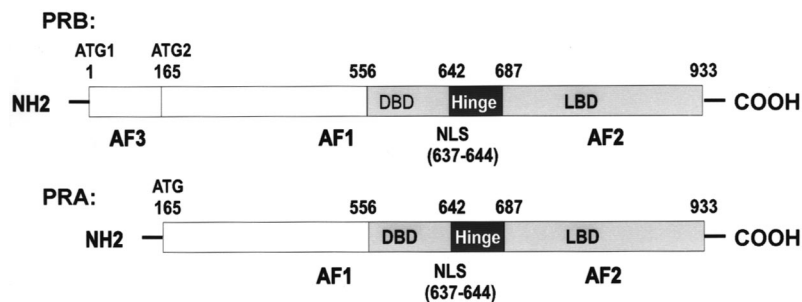 PRB:
ATG1 ATG2
1 165 556 642 687 933
NH2 DBD Hinge LBD COOH
AF3 AF1 NLS AF2
(637-644)
PRA:
ATG
165 556 642 687 933
NH2 DBD Hinge LBD COOH
AF1 NLS AF2
(637-644)